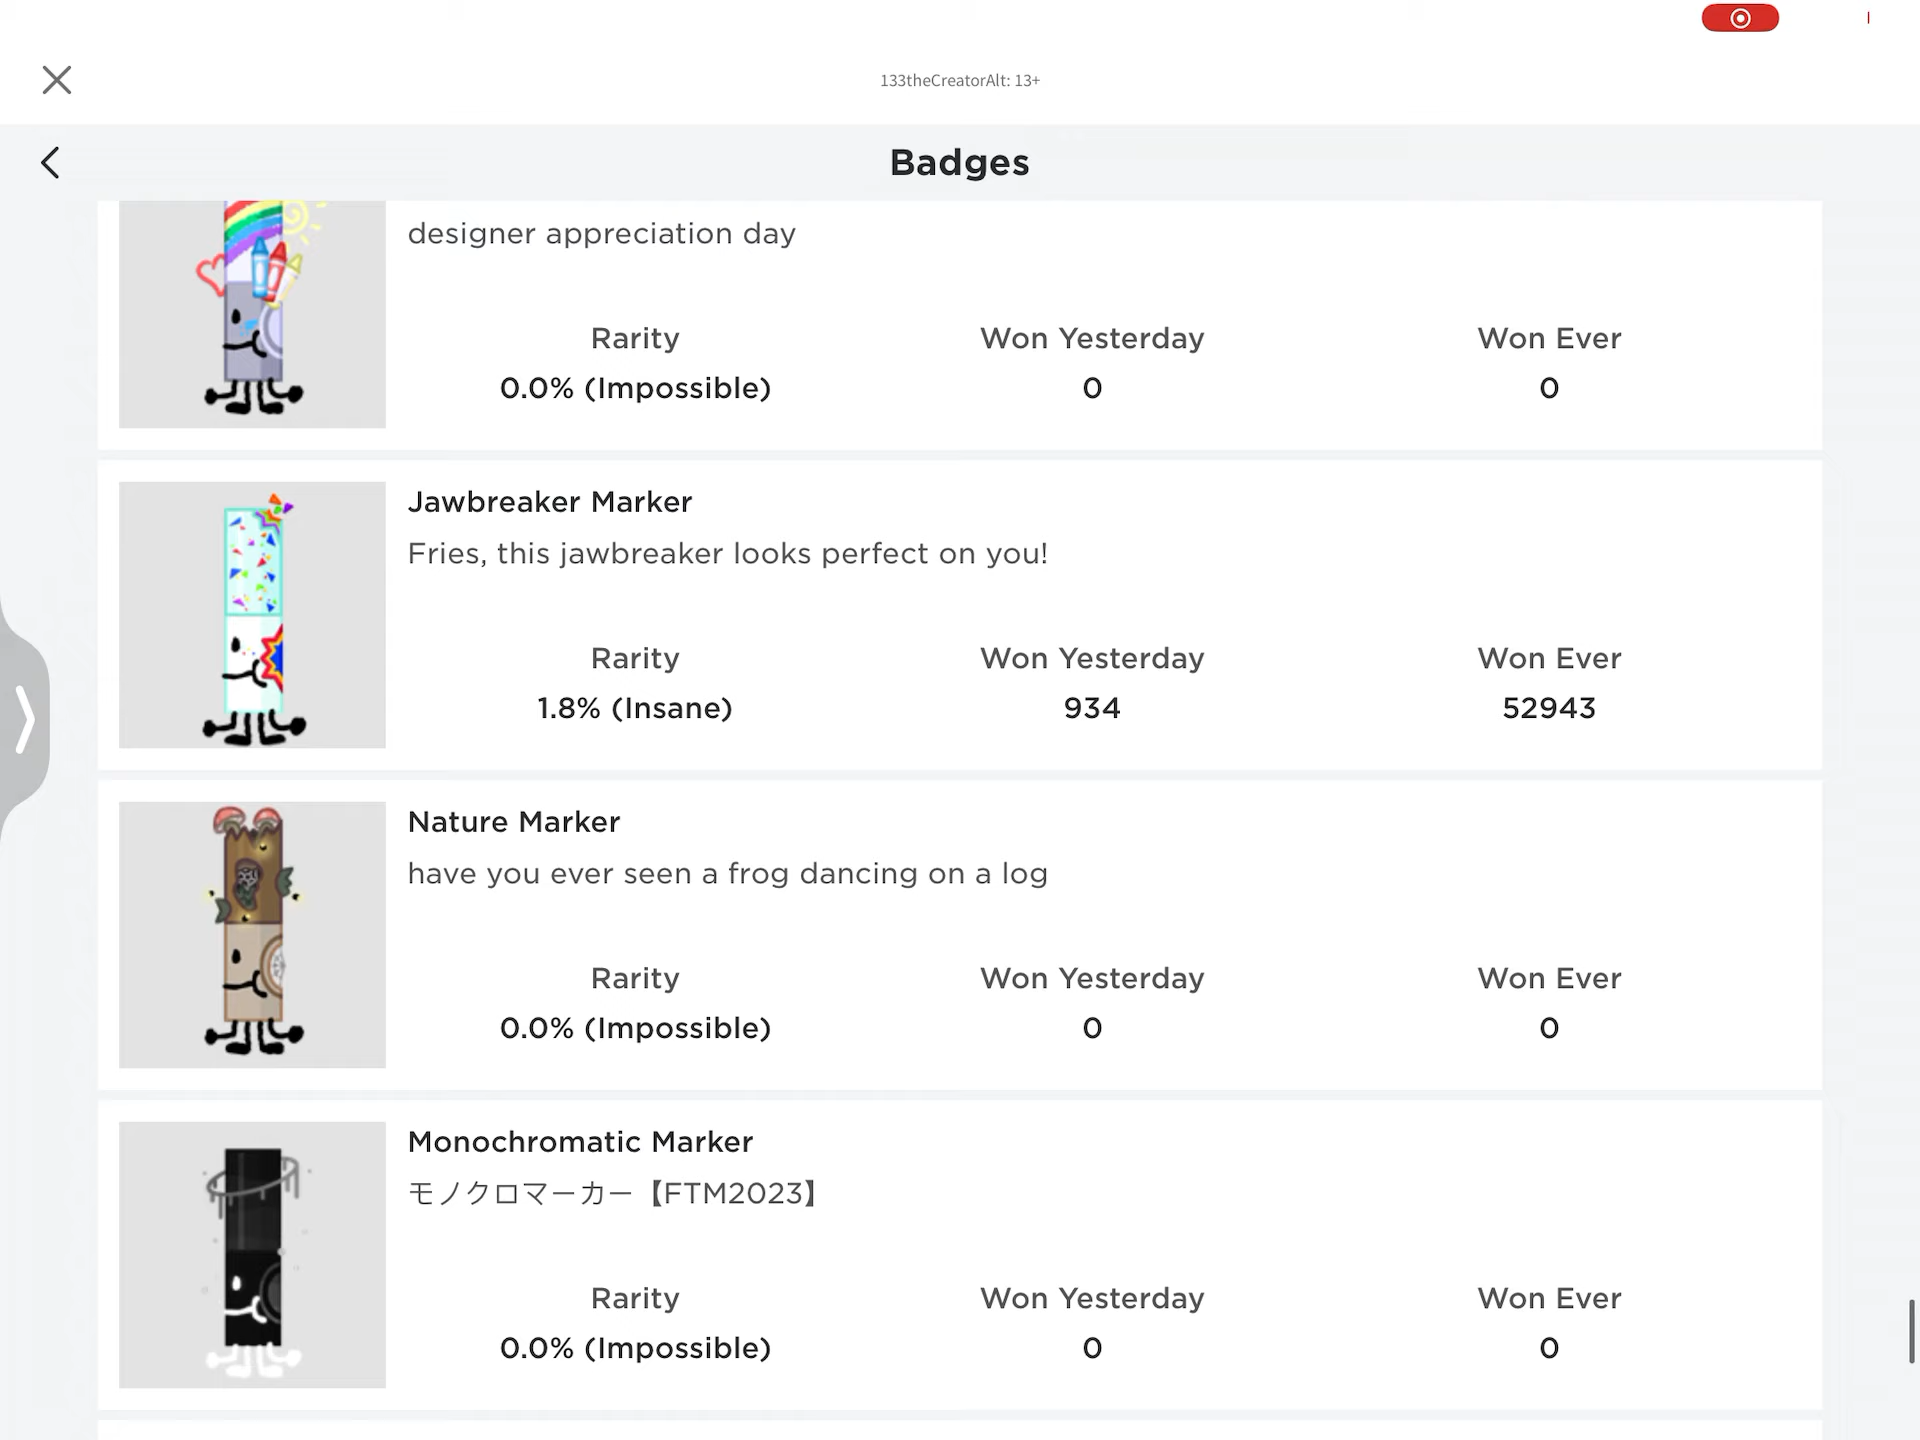 133theCreatorAlt: 13+
Badges
designer appreciation day
Rarity Won Yesterday Won Ever
0.0% (Impossible) 0 0
Jawbreaker Marker
Fries, this jawbreaker looks perfect on you!
Rarity Won Yesterday Won Ever
1.8% (Insane) 934 52943
Nature Marker
have you ever seen a frog dancing on a log
Rarity Won Yesterday Won Ever
0.0% (Impossible) 0 0
Monochromatic Marker
モノクロマーカー【FTM2023】
Rarity Won Yesterday Won Ever
0.0% (Impossible) 0 0